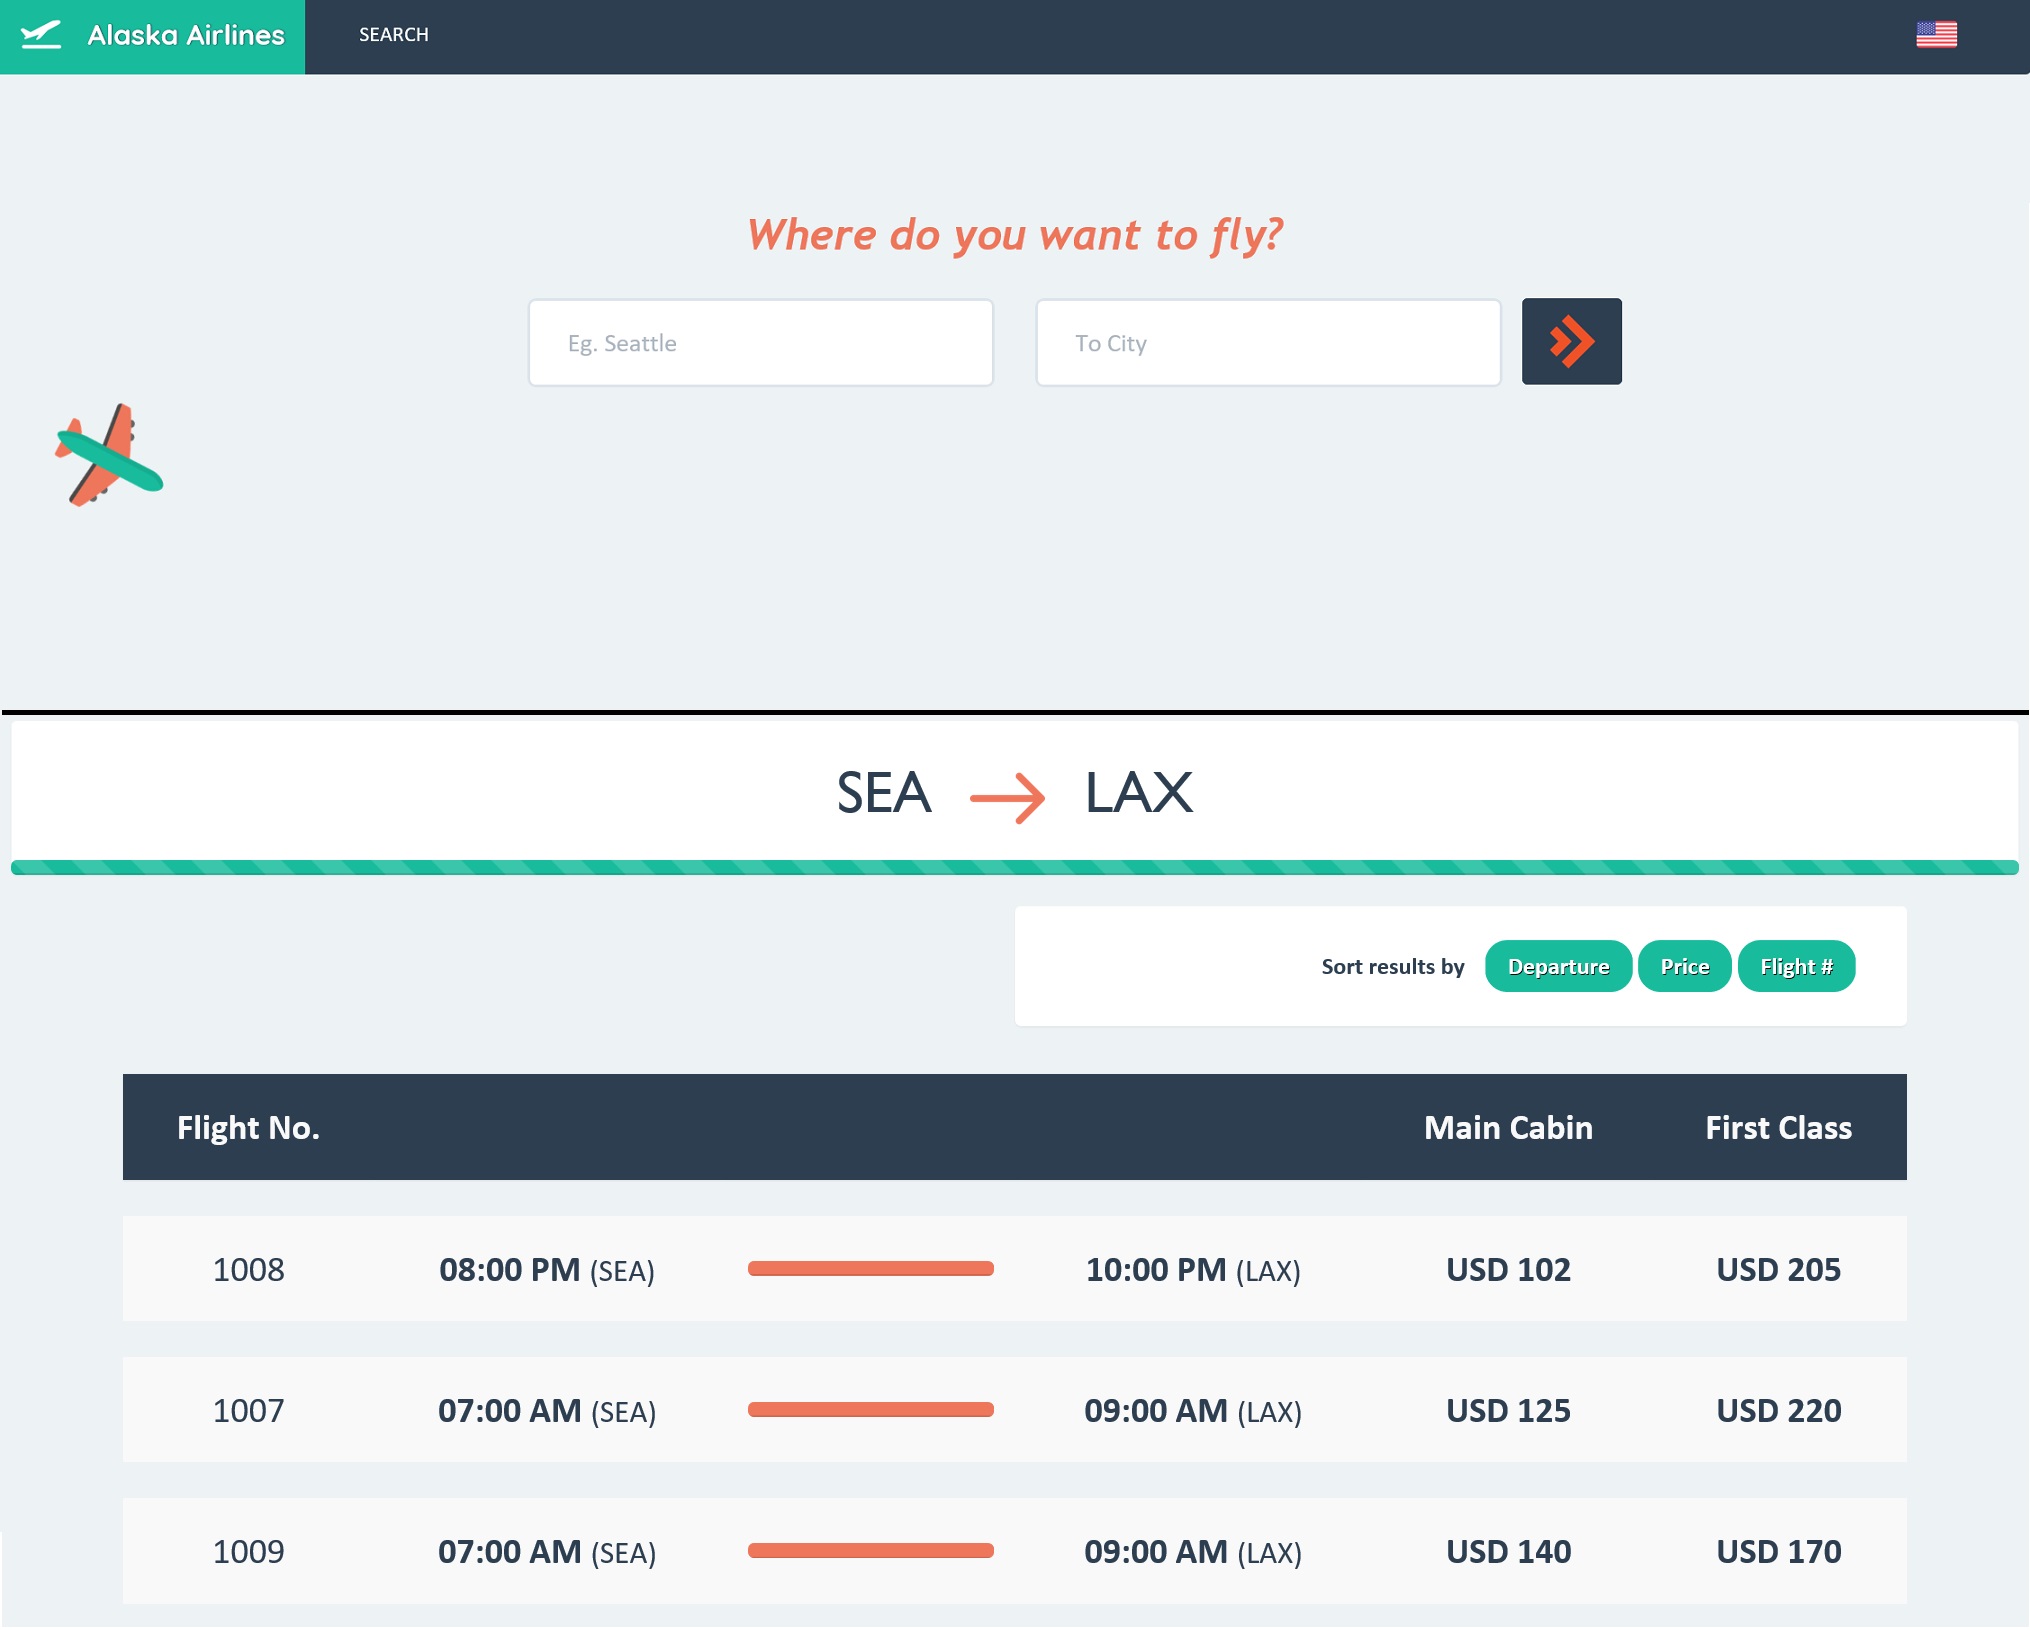 Alaska Airlines SEARCH
Where do you want to fly?
Eg. Seattle To City
SEA LAX
Sort results by Departure Price Flight #
Flight No. Main Cabin First Class
1008 08:00 PM (SEA) 10:00 PM (LAX) USD 102 USD 205
1007 07:00 AM (SEA) 09:00 AM (LAX) USD 125 USD 220
1009 07:00 AM (SEA) 09:00 AM (LAX) USD 140 USD 170